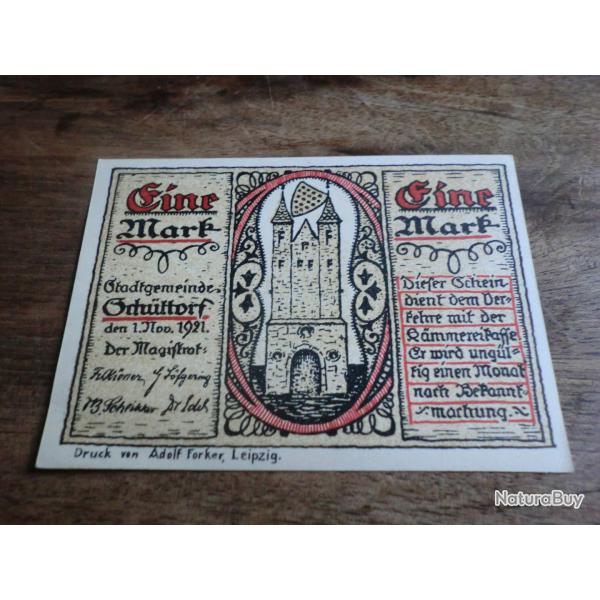 Eine
Mark
Stadtgemeinde
Schüttorf
den 1. Nov. 1921.
Der Magistrat:
Eine
Mark
Dieser Schein
dient dem Ver-
kehre mit der
Kämmereikasse
Er wird ungül-
tig einen Monat
nach Bekannt-
machung.
Druck von Adolf Forker, Leipzig.
NaturaBuy